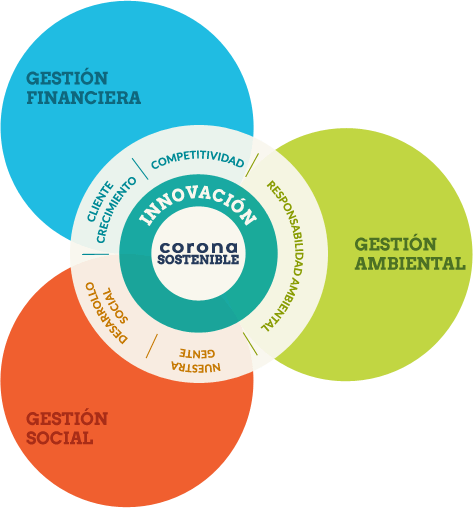 GESTIÓN
FINANCIERA
COMPETITIVIDAD
CLIENTE
CRECIMIENTO
INNOVACIÓN
RESPONSABILIDAD AMBIENTAL
corona
SOSTENIBLE
GESTIÓN
AMBIENTAL
DESARROLLO
SOCIAL
NUESTRA
GENTE
GESTIÓN
SOCIAL